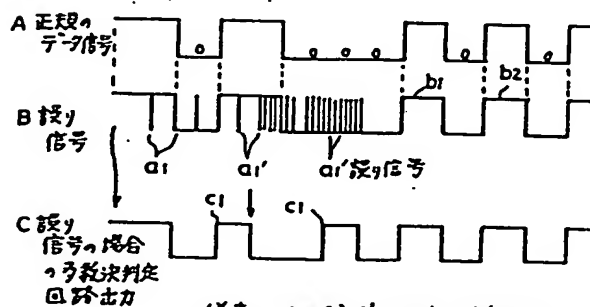 A 正規の
データ信号
o o o o o o
b1 b2
B 誤り
信号
a1 a1' a1'誤り信号
c1 c1
C 誤り
信号の場合
の多数決判定
回路出力